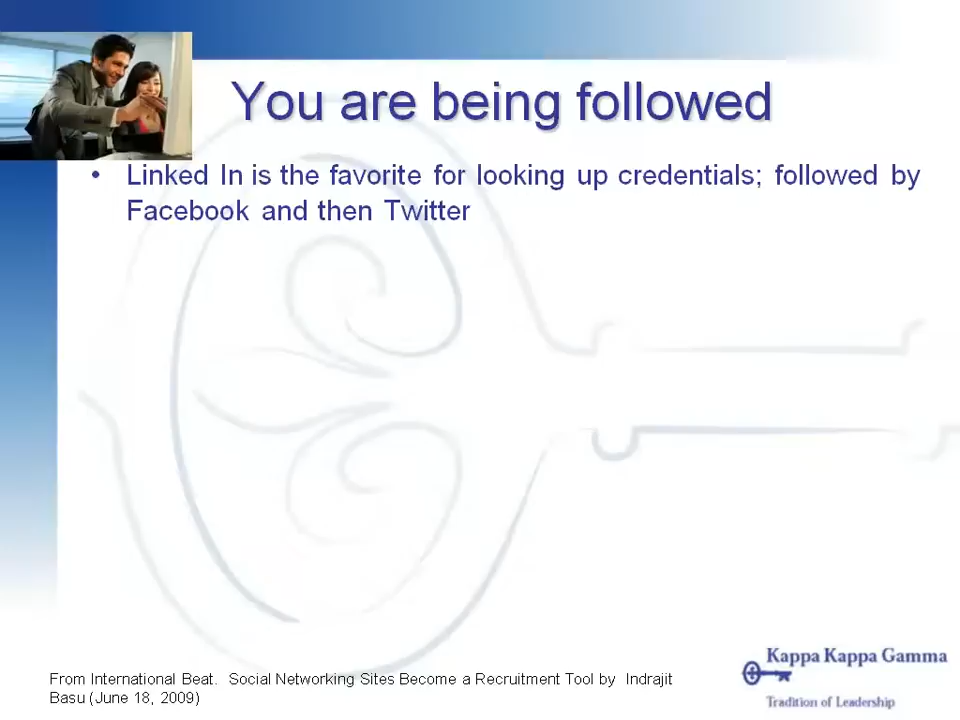 You are being followed
• Linked In is the favorite for looking up credentials; followed by
Facebook and then Twitter
From International Beat. Social Networking Sites Become a Recruitment Tool by Indrajit
Basu (June 18, 2009)
Kappa Kappa Gamma
Tradition of Leadership